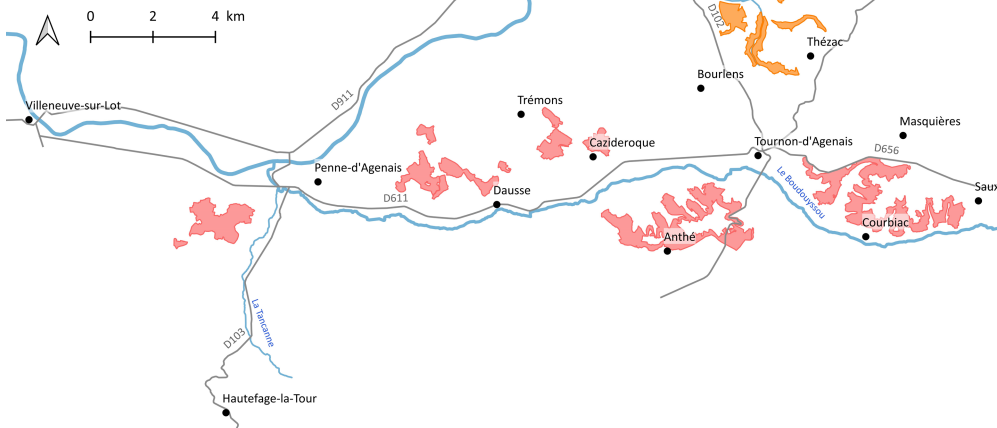 0 2 4 km
D102
Thézac
Bourlens
D911
Villeneuve-sur-Lot
Trémons
Masquières
Cazideroque
Tournon-d'Agenais
D656
Penne-d'Agenais
Le Boudouyssou
Dausse
D611
Saux
Courbiac
Anthé
La Tancanne
D103
Hautefage-la-Tour